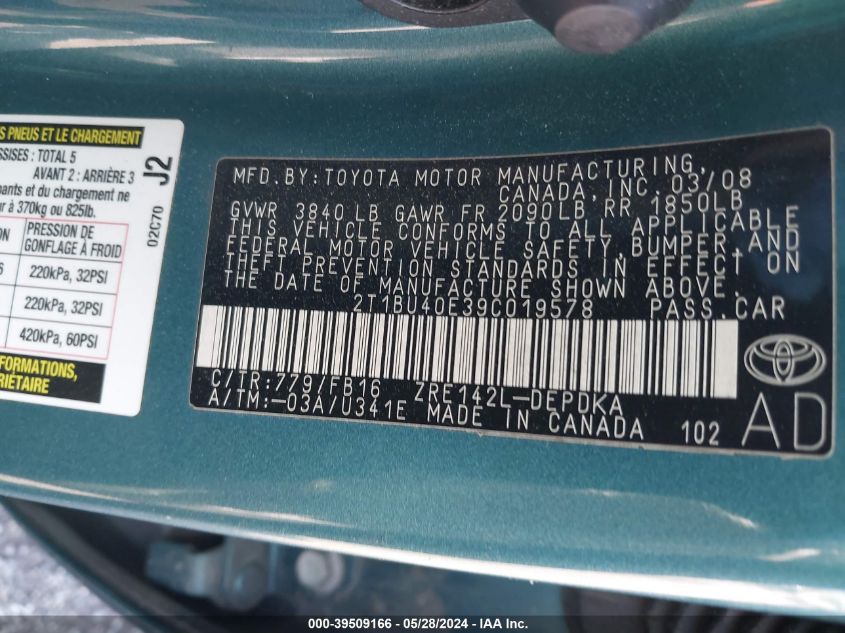 S PNEUS ET LE CHARGEMENT
SSISES : TOTAL 5
AVANT 2 : ARRIÈRE 3
pants et du chargement ne
r à 370kg ou 825lb.
ON PRESSION DE
GONFLAGE À FROID
220kPa, 32PSI
220kPa, 32PSI
420kPa, 60PSI
FORMATIONS,
RIÉTAIRE
J2
02C70
MFD. BY: TOYOTA MOTOR MANUFACTURING,
CANADA, INC. 03/08
GVWR 3840 LB GAWR FR 2090LB RR 1850LB
THIS VEHICLE CONFORMS TO ALL APPLICABLE
FEDERAL MOTOR VEHICLE SAFETY, BUMPER, AND
THEFT PREVENTION STANDARDS IN EFFECT ON
THE DATE OF MANUFACTURE SHOWN ABOVE.
2T1BU40E39C019578 PASS.CAR
C/TR:779/FB16 ZRE142L-DEPDKA
A/TM:-03A/U341E MADE IN CANADA 102
AD
000-39509166 - 05/28/2024 - IAA Inc.